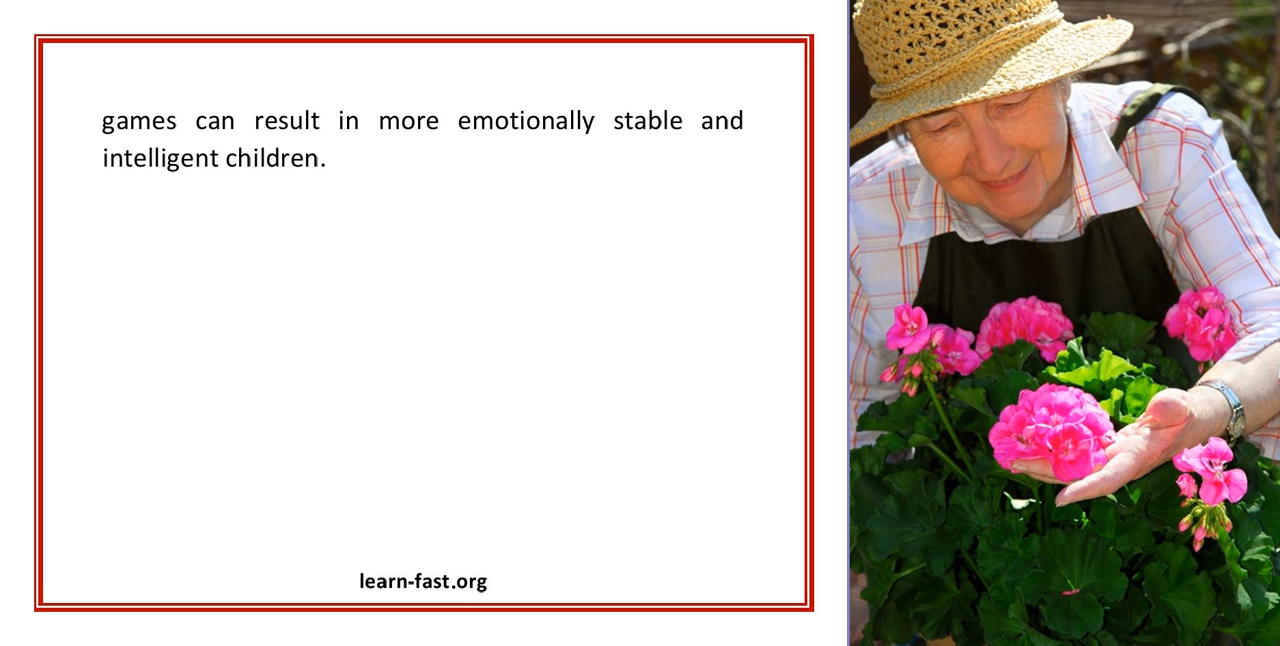 games can result in more emotionally stable and
intelligent children.
learn-fast.org